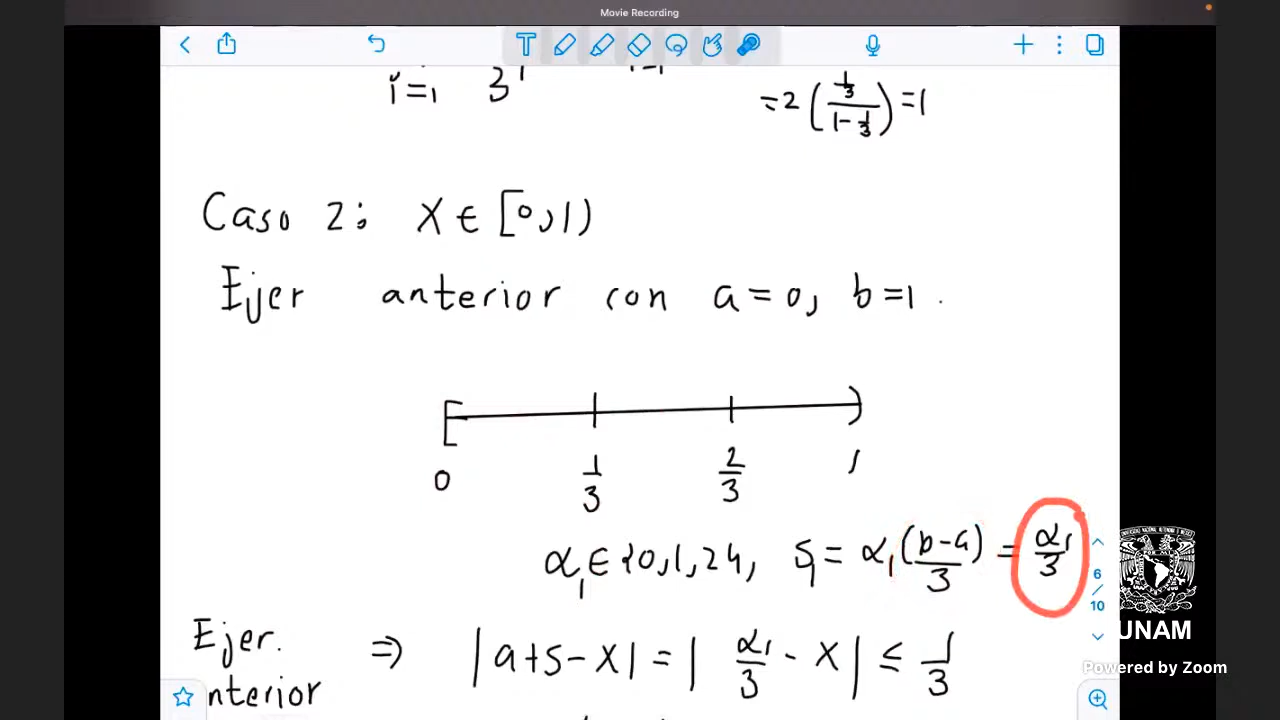 Movie Recording
i=1 3^i i=1
=2 (1/3 / 1-1/3) =1
Caso 2: x ∈ [0,1)
Ejer anterior con a=0, b=1.
0 1/3 2/3 1
α₁ ∈ {0,1,2}, S₁ = α₁(b-a)/3 = α₁/3
6
/
10
UNAM
Ejer. ⇒ |a+s-x| = | α₁/3 - x | ≤ 1/3
nterior
Powered by Zoom